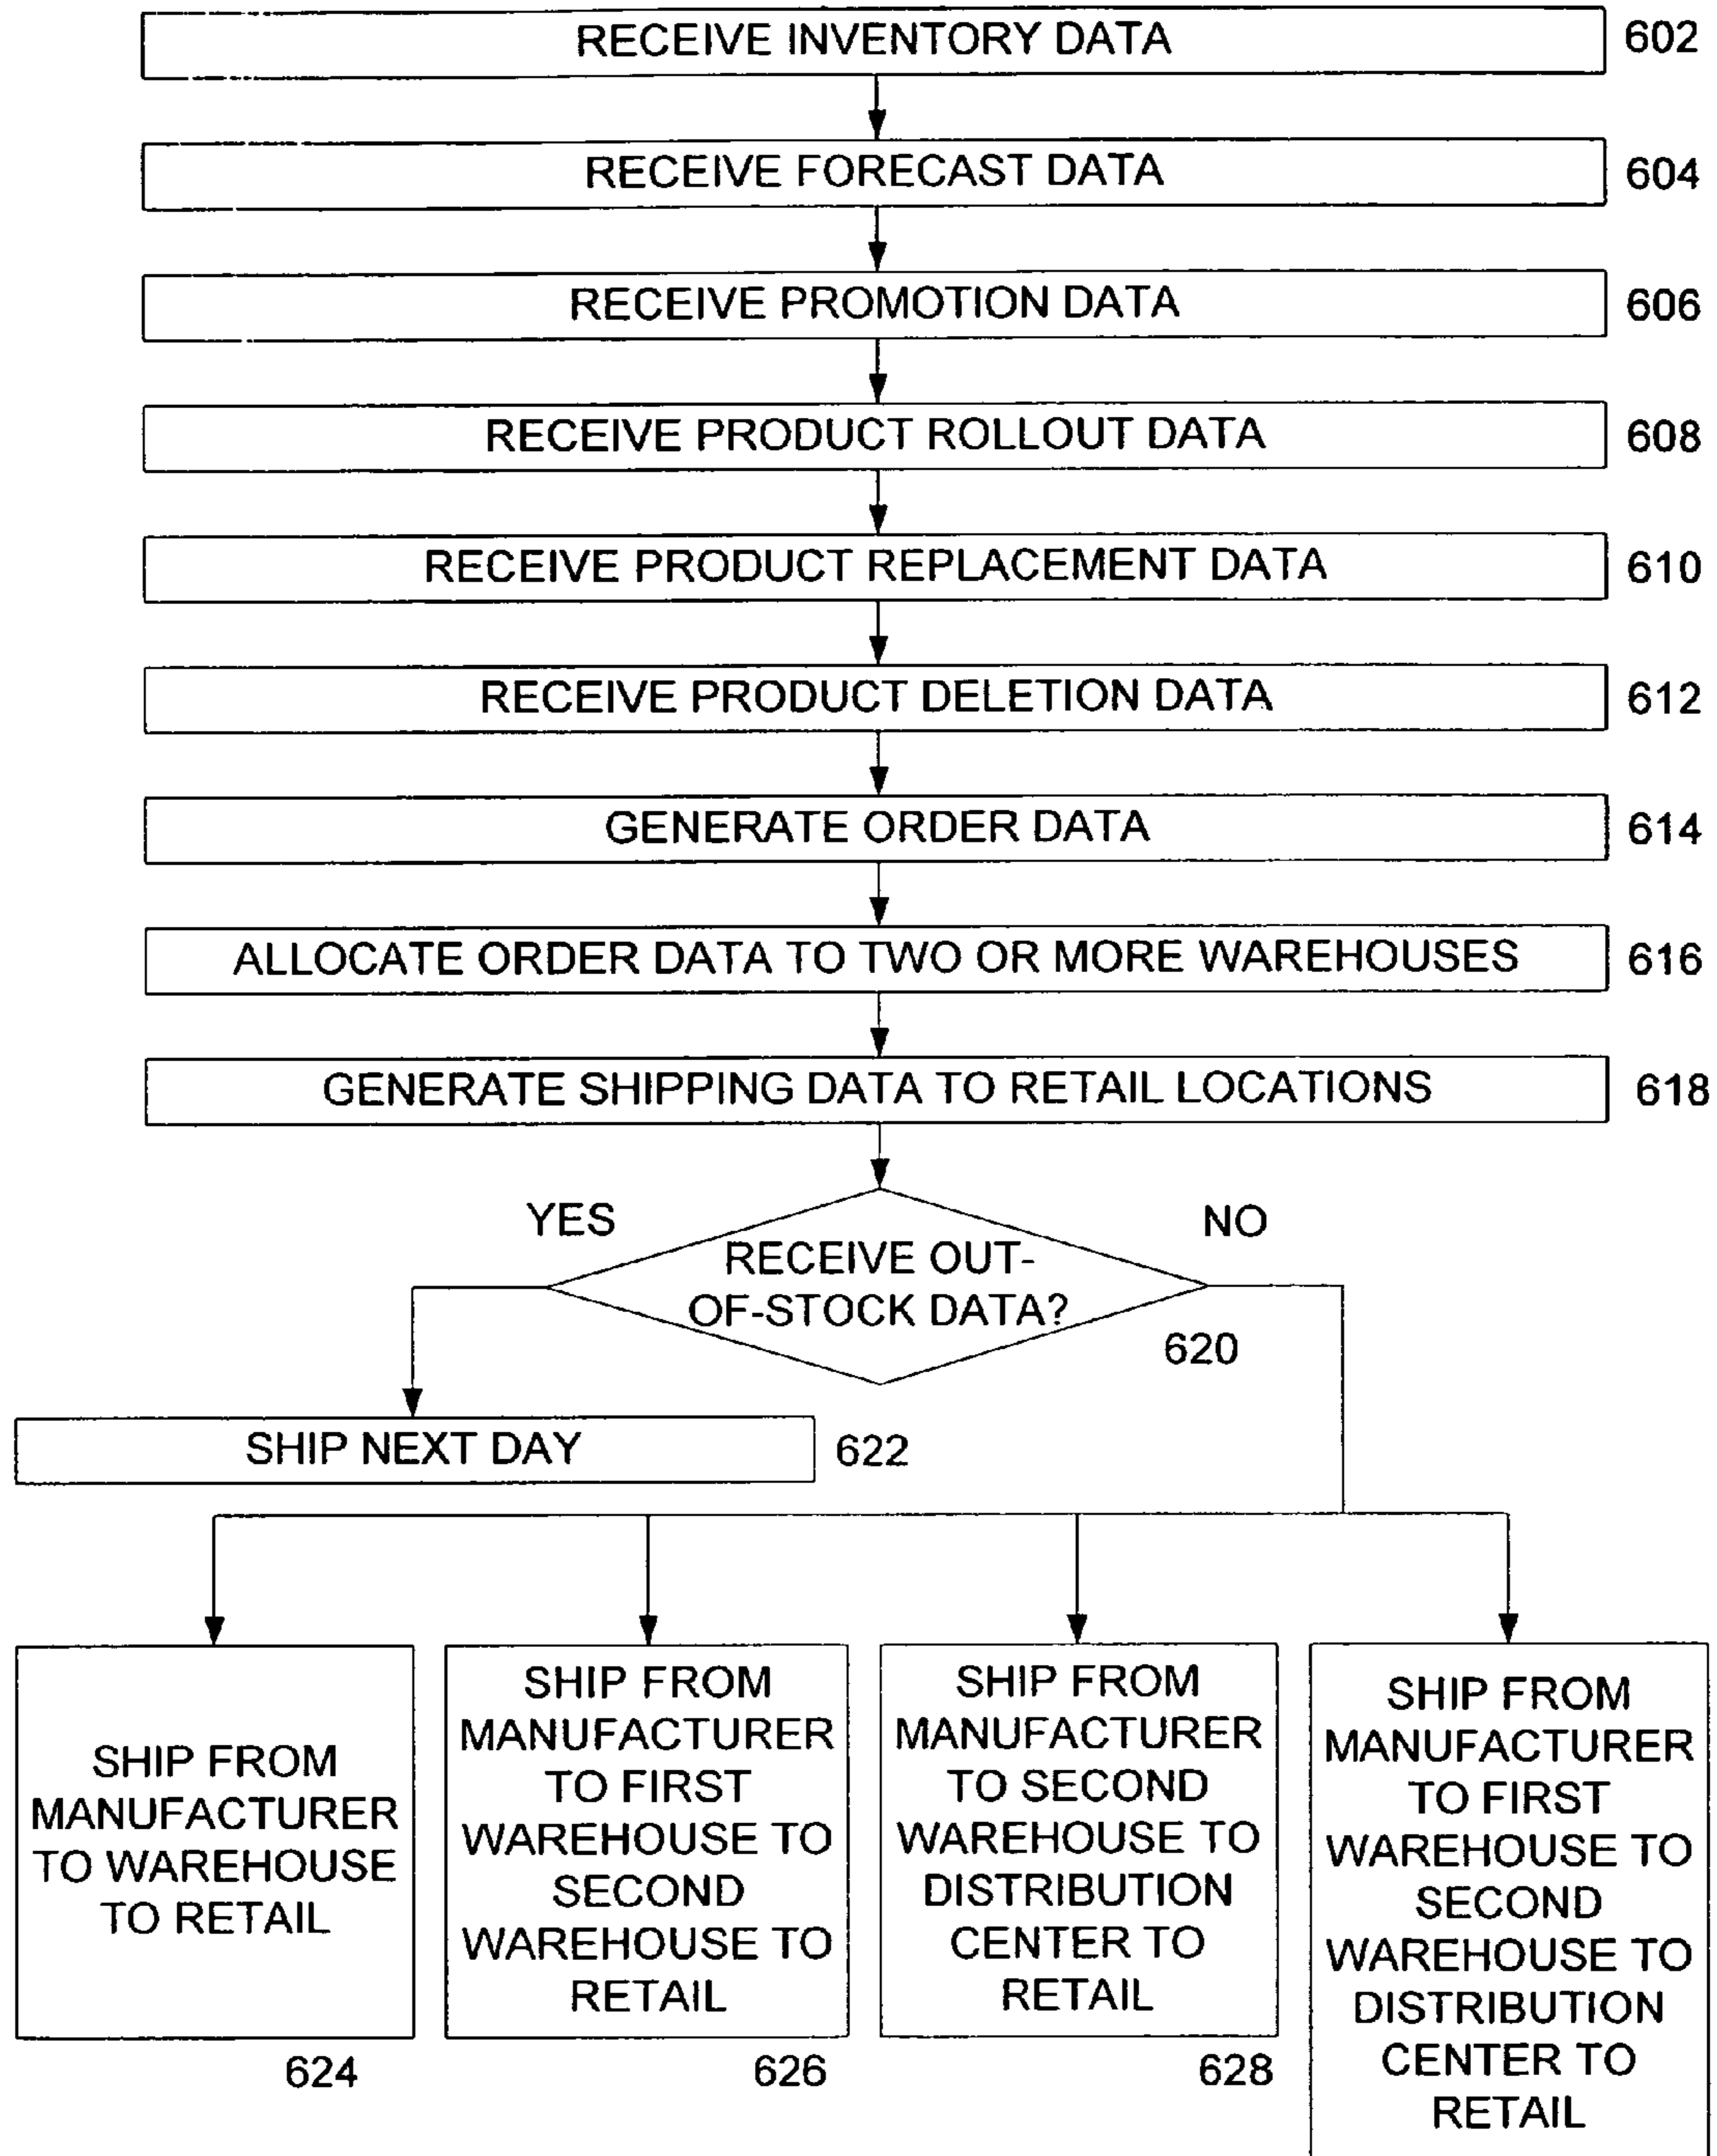 RECEIVE INVENTORY DATA 602
RECEIVE FORECAST DATA 604
RECEIVE PROMOTION DATA 606
RECEIVE PRODUCT ROLLOUT DATA 608
RECEIVE PRODUCT REPLACEMENT DATA 610
RECEIVE PRODUCT DELETION DATA 612
GENERATE ORDER DATA 614
ALLOCATE ORDER DATA TO TWO OR MORE WAREHOUSES 616
GENERATE SHIPPING DATA TO RETAIL LOCATIONS 618
YES
NO
RECEIVE OUT-
OF-STOCK DATA?
620
SHIP NEXT DAY 622
SHIP FROM
MANUFACTURER
TO WAREHOUSE
TO RETAIL
624
SHIP FROM
MANUFACTURER
TO FIRST
WAREHOUSE TO
SECOND
WAREHOUSE TO
RETAIL
626
SHIP FROM
MANUFACTURER
TO SECOND
WAREHOUSE TO
DISTRIBUTION
CENTER TO
RETAIL
628
SHIP FROM
MANUFACTURER
TO FIRST
WAREHOUSE TO
SECOND
WAREHOUSE TO
DISTRIBUTION
CENTER TO
RETAIL